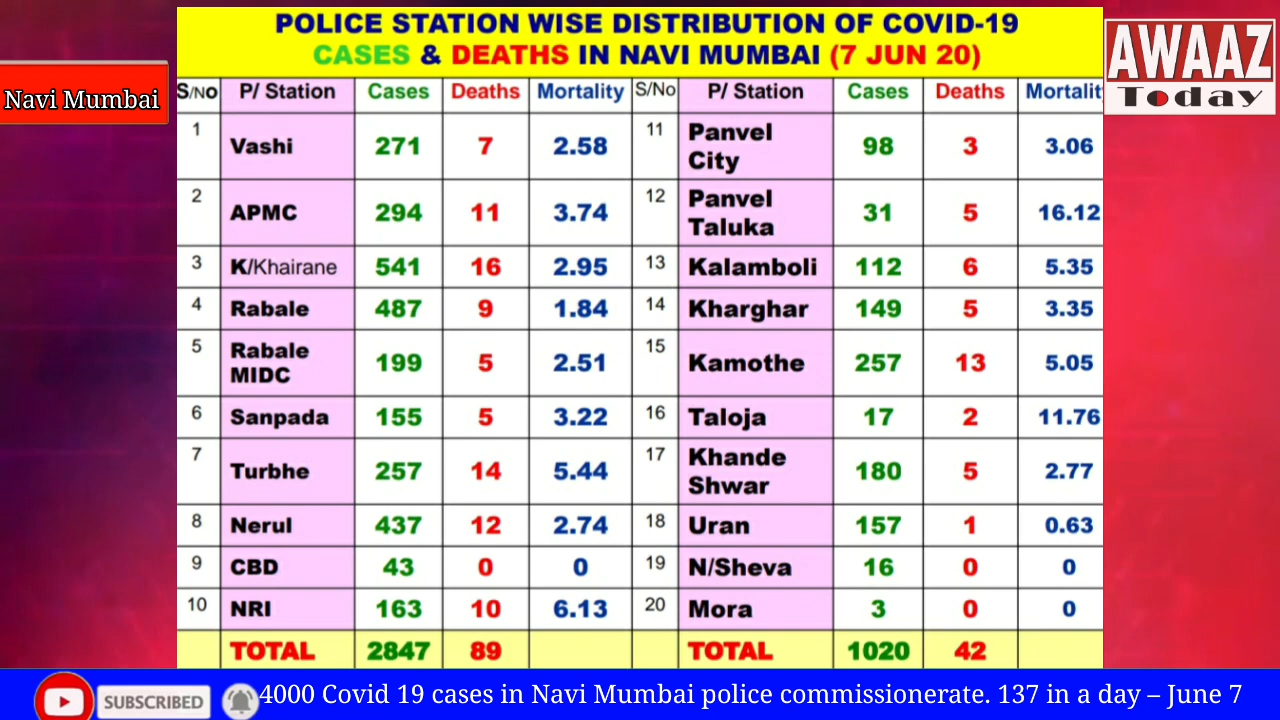 POLICE STATION WISE DISTRIBUTION OF COVID-19
CASES & DEATHS IN NAVI MUMBAI (7 JUN 20)
AWAAZ
Today
Navi Mumbai
S/No P/ Station Cases Deaths Mortality S/No P/ Station Cases Deaths Mortalit
1 Vashi 271 7 2.58 11 Panvel City 98 3 3.06
2 APMC 294 11 3.74 12 Panvel Taluka 31 5 16.12
3 K/Khairane 541 16 2.95 13 Kalamboli 112 6 5.35
4 Rabale 487 9 1.84 14 Kharghar 149 5 3.35
5 Rabale MIDC 199 5 2.51 15 Kamothe 257 13 5.05
6 Sanpada 155 5 3.22 16 Taloja 17 2 11.76
7 Turbhe 257 14 5.44 17 Khande Shwar 180 5 2.77
8 Nerul 437 12 2.74 18 Uran 157 1 0.63
9 CBD 43 0 0 19 N/Sheva 16 0 0
10 NRI 163 10 6.13 20 Mora 3 0 0
TOTAL 2847 89 TOTAL 1020 42
SUBSCRIBED
4000 Covid 19 cases in Navi Mumbai police commissionerate. 137 in a day – June 7